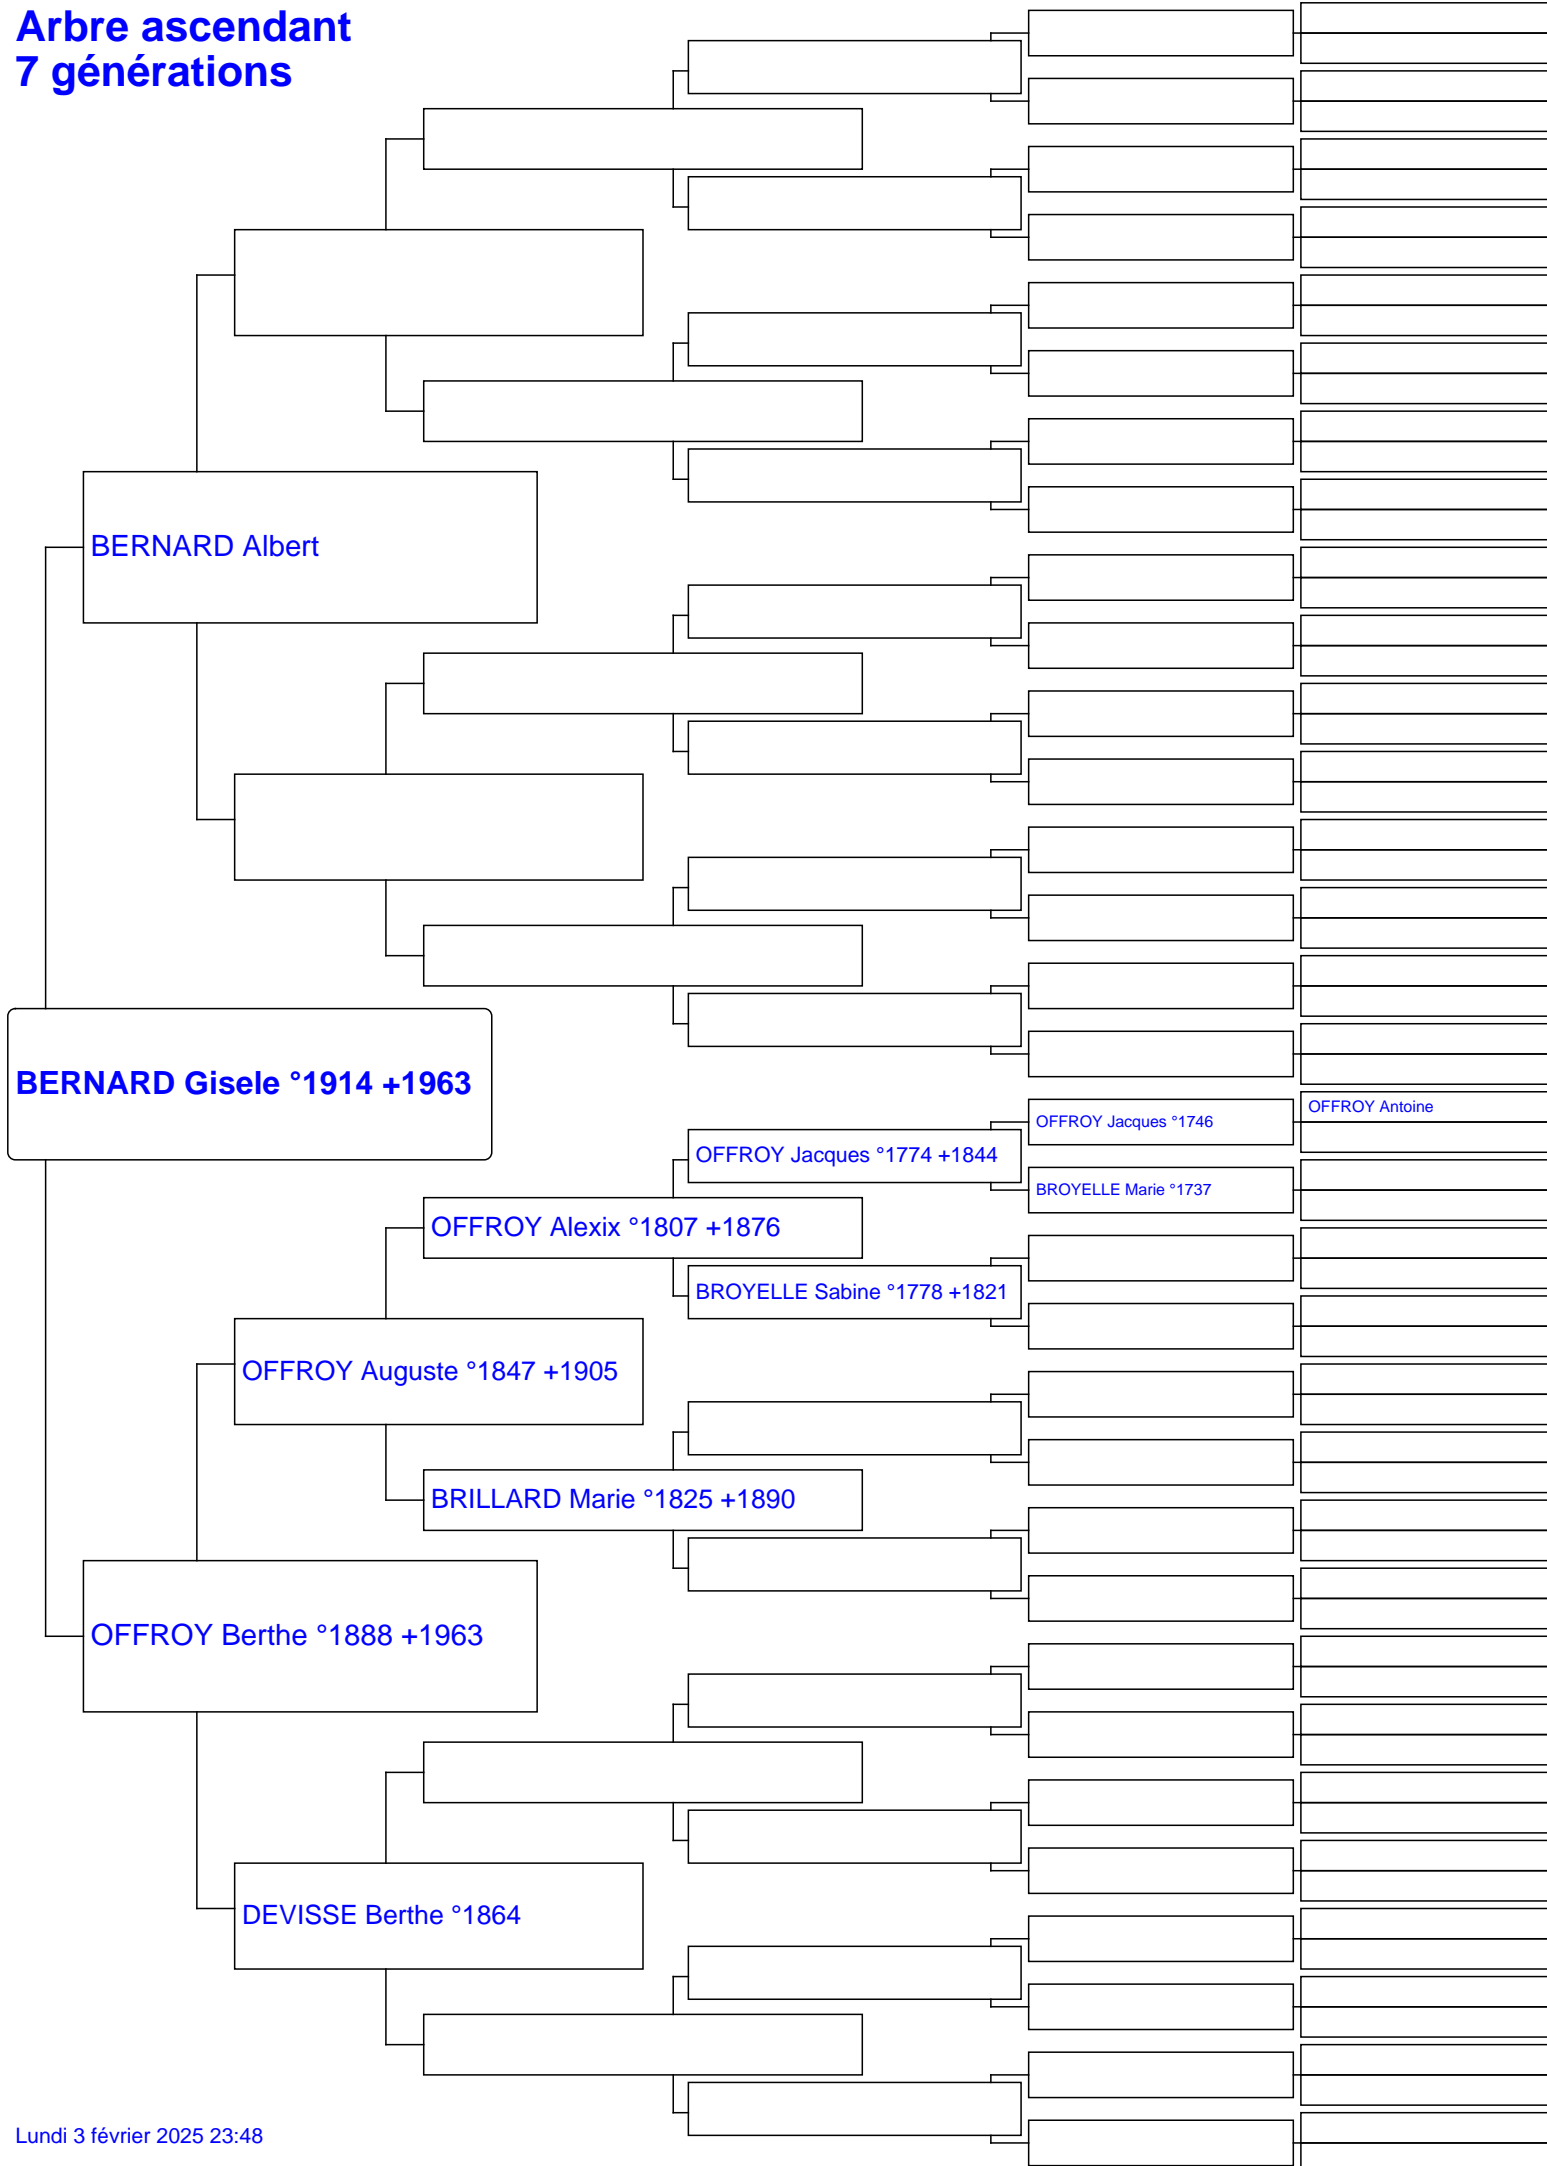 Arbre ascendant
7 générations
BERNARD Albert
BERNARD Gisele °1914 +1963
OFFROY Antoine
OFFROY Jacques °1746
OFFROY Jacques °1774 +1844
BROYELLE Marie °1737
OFFROY Alexix °1807 +1876
BROYELLE Sabine °1778 +1821
OFFROY Auguste °1847 +1905
BRILLARD Marie °1825 +1890
OFFROY Berthe °1888 +1963
DEVISSE Berthe °1864
Lundi 3 février 2025 23:48